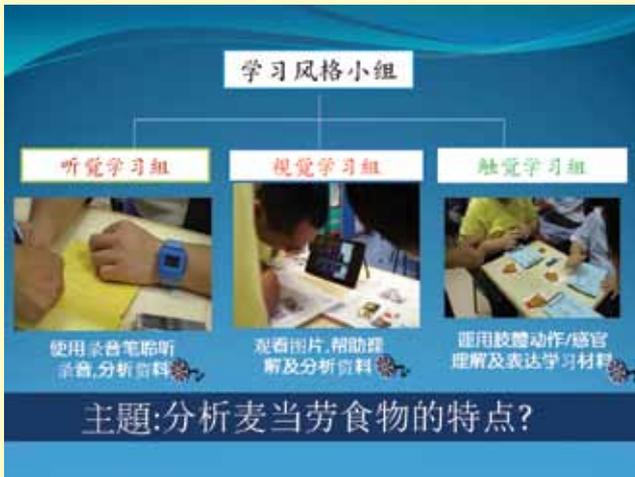 学习风格小组
听觉学习组
视觉学习组
触觉学习组
使用录音笔聆听
录音,分析资料
观看图片,帮助理
解及分析资料
運用肢體动作/感官
理解及表达学习材料
主題:分析麦当劳食物的特点?